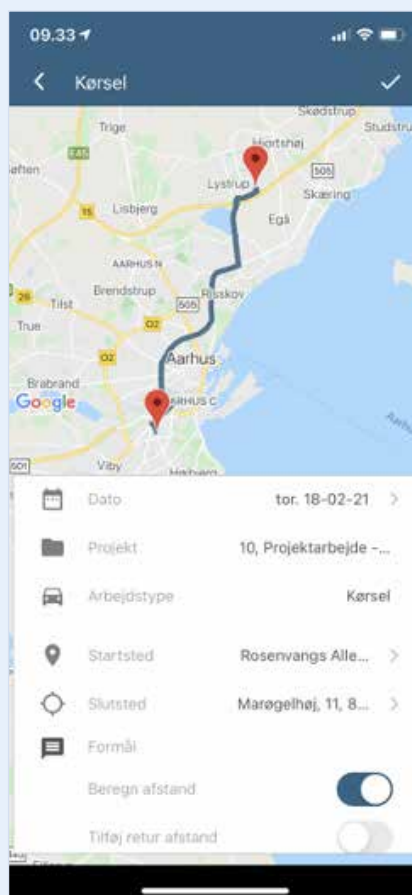 09.33
Kørsel
Skødstrup
Trige
Studstru
Hjortshøj
E45
505
Lystrup
Skæring
15
Lisbjerg
Egå
AARHUS N
Brendstrup
26
Tilst
505
Risskov
True
O2
O2
Aarhus
Brabrand
Google
ARHUS C
501
Viby
Højbjerg
Dato
tor. 18-02-21
Projekt
10, Projektarbejde -...
Arbejdstype
Kørsel
Startsted
Rosenvangs Alle...
Slutsted
Marøgelhøj, 11, 8...
Formål
Beregn afstand
Tilføj retur afstand